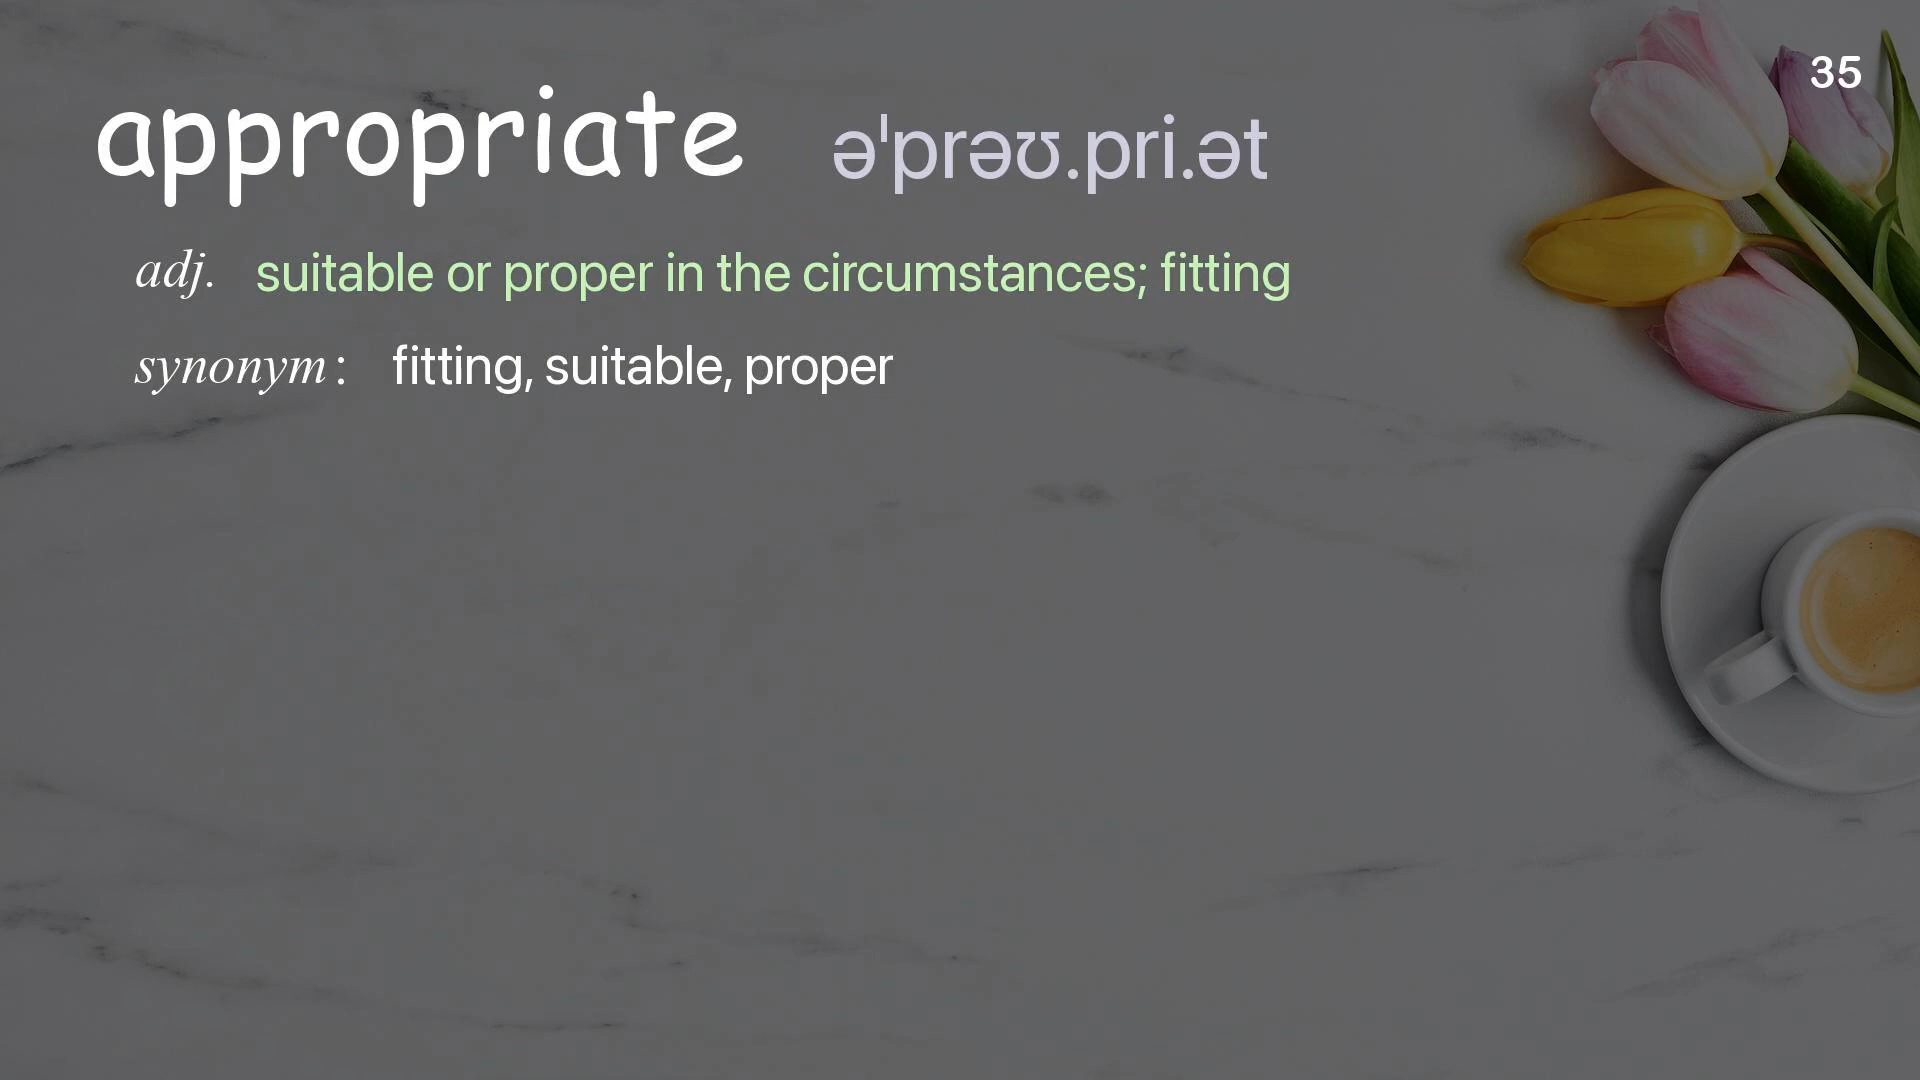 35
appropriate əˈprəʊ.pri.ət
adj. suitable or proper in the circumstances; fitting
synonym: fitting, suitable, proper